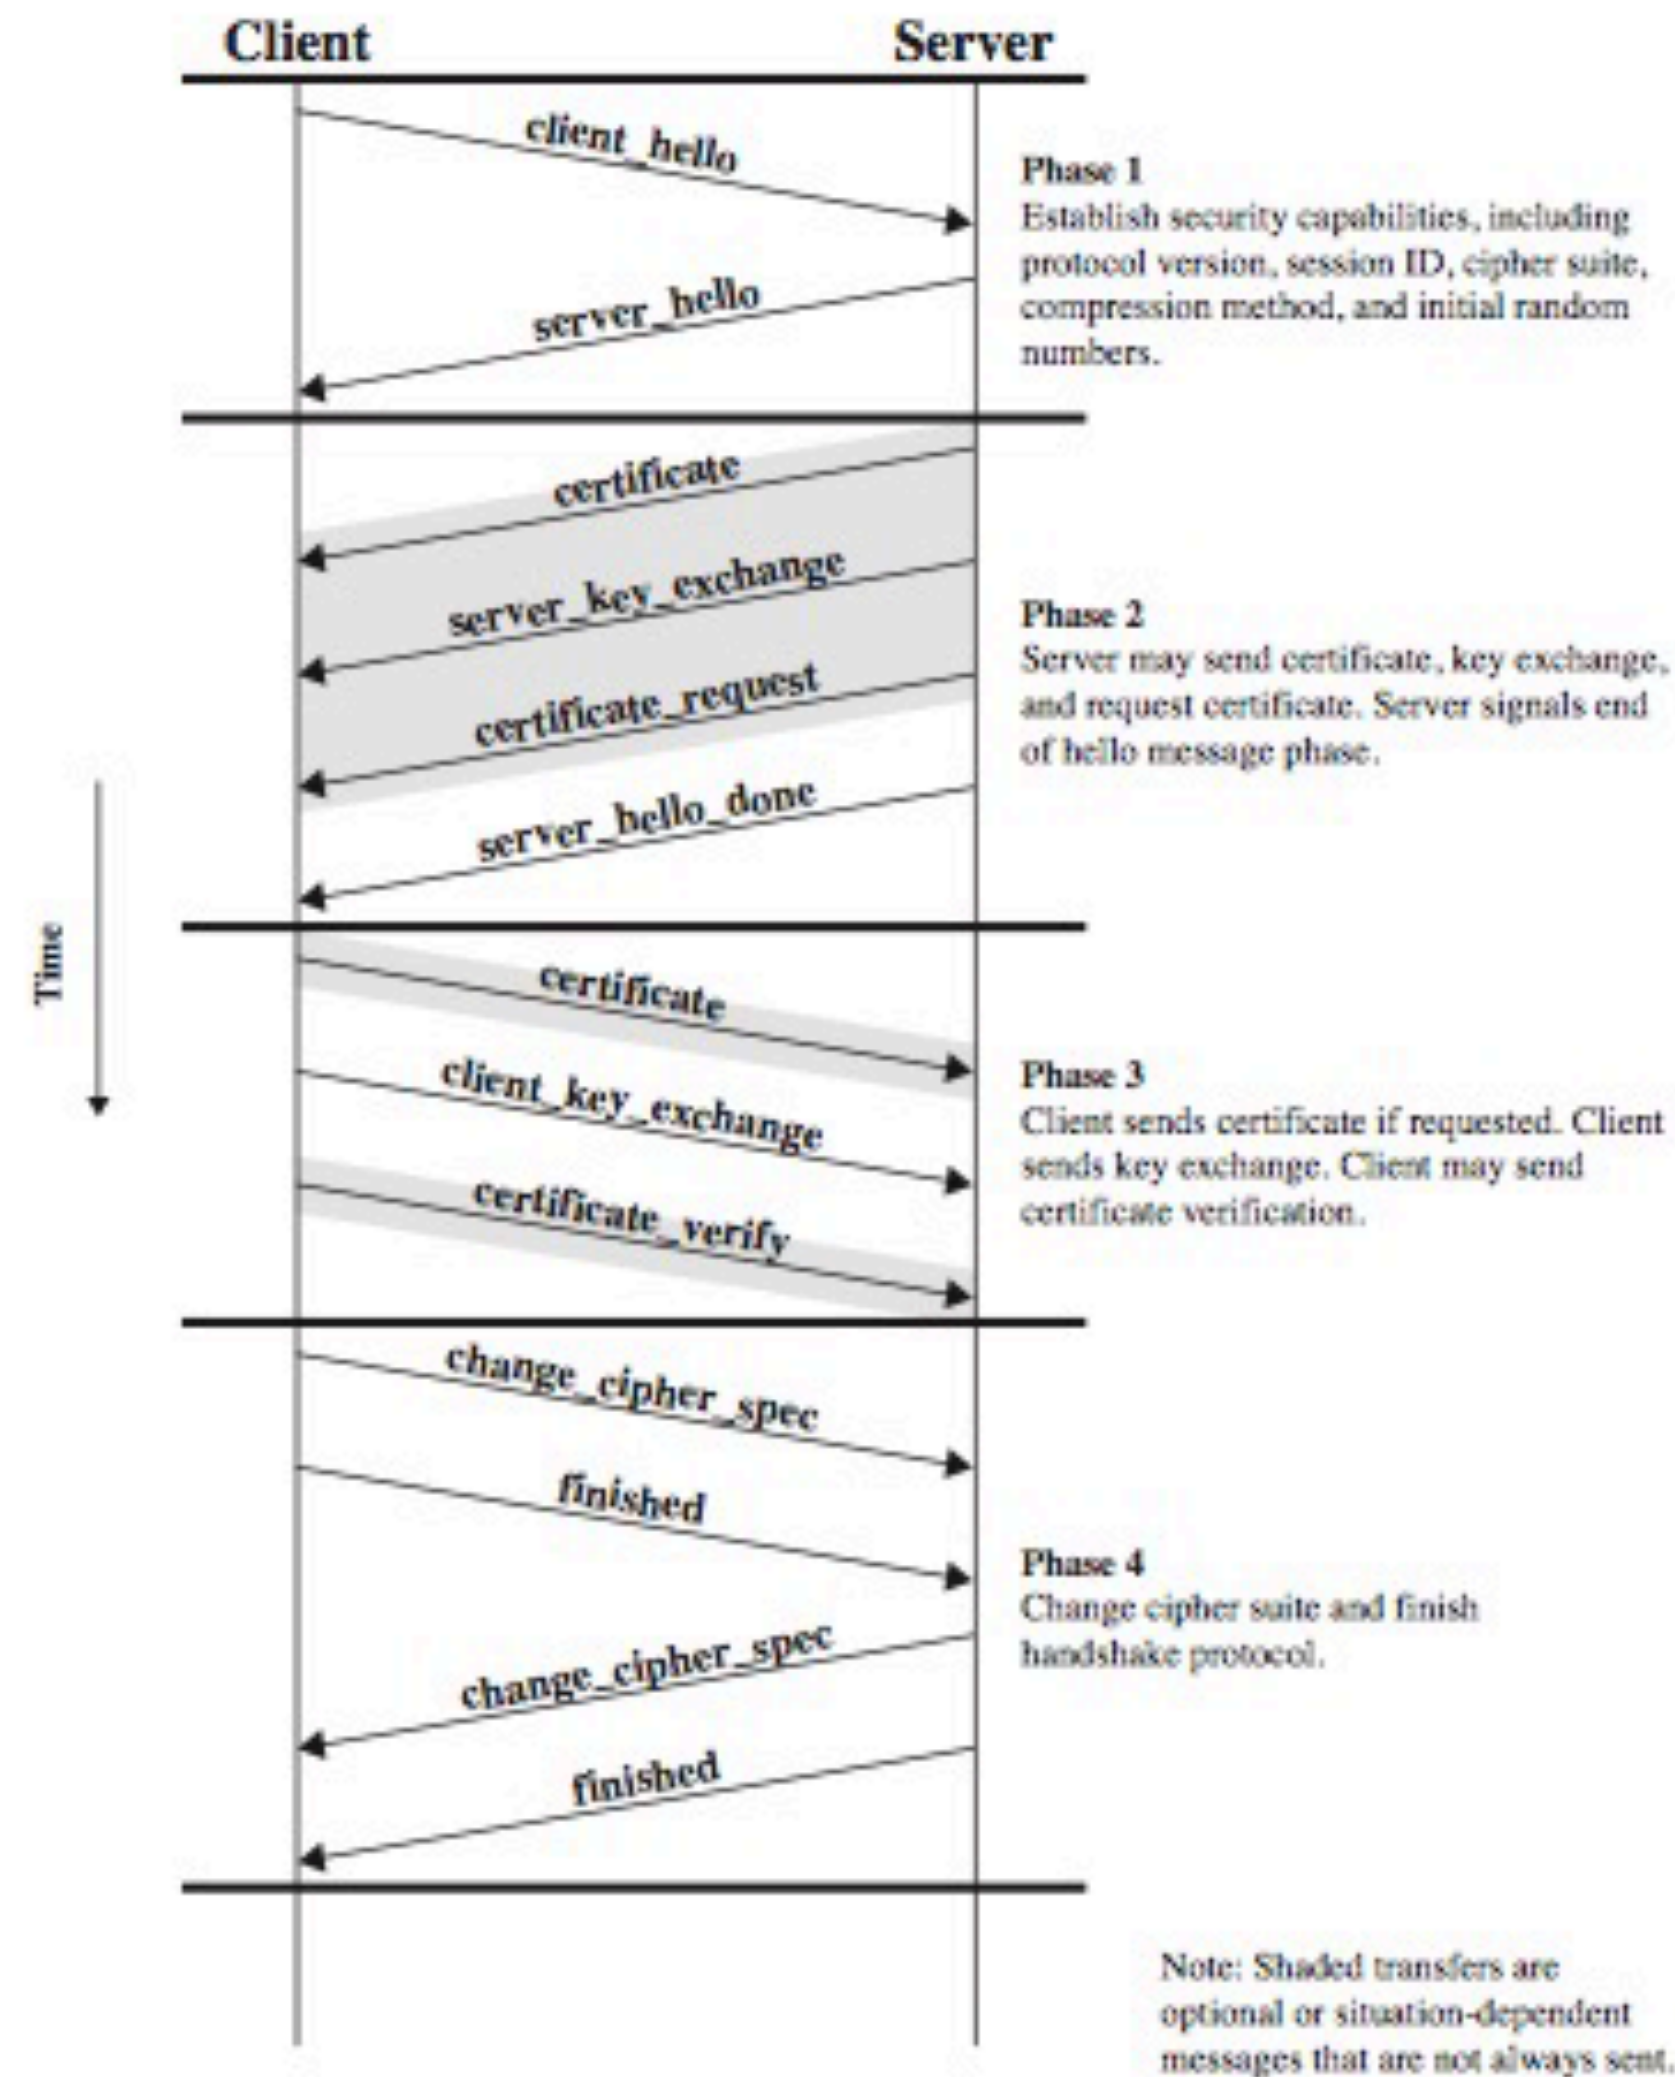 Client
Server
client_hello
Phase 1
Establish security capabilities, including
protocol version, session ID, cipher suite,
compression method, and initial random
numbers.
server_hello
certificate
server_key_exchange
certificate_request
server_hello_done
Phase 2
Server may send certificate, key exchange,
and request certificate. Server signals end
of hello message phase.
Time
certificate
client_key_exchange
certificate_verify
Phase 3
Client sends certificate if requested. Client
sends key exchange. Client may send
certificate verification.
change_cipher_spec
finished
change_cipher_spec
finished
Phase 4
Change cipher suite and finish
handshake protocol.
Note: Shaded transfers are
optional or situation-dependent
messages that are not always sent.